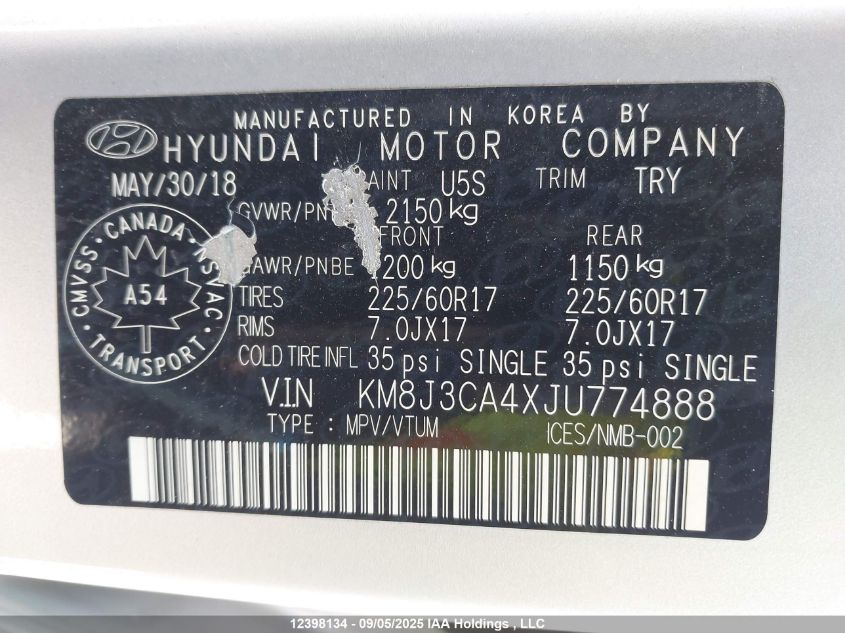 MANUFACTURED IN KOREA BY
HYUNDAI MOTOR COMPANY
MAY/30/18 AINT U5S TRIM TRY
GVWR/PN 2150 kg
FRONT REAR
GAWR/PNBE 200 kg 1150 kg
TIRES 225/60R17 225/60R17
RIMS 7.0JX17 7.0JX17
COLD TIRE INFL 35 psi SINGLE 35 psi SINGLE
V.I.N KM8J3CA4XJU774888
TYPE : MPV/VTUM ICES/NMB-002
CMVSS · CANADA · NSVAC · TRANSPORT
A54
12398134 - 09/05/2025 IAA Holdings , LLC